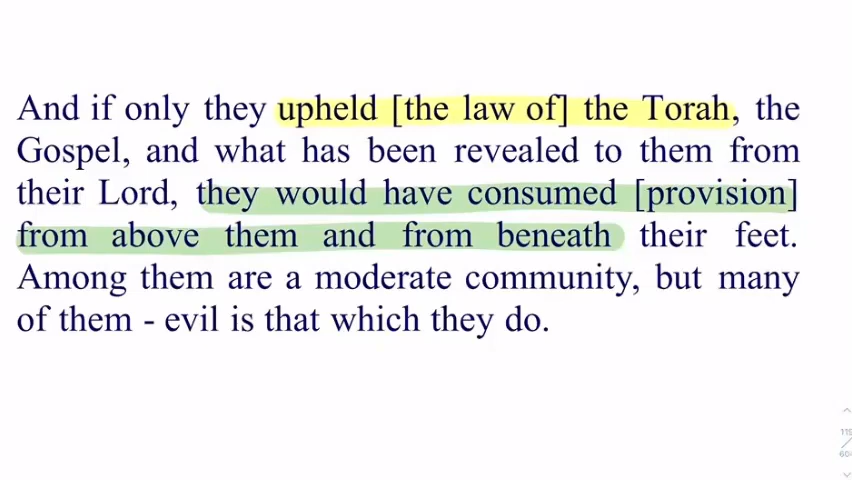 And if only they upheld [the law of] the Torah, the
Gospel, and what has been revealed to them from
their Lord, they would have consumed [provision]
from above them and from beneath their feet.
Among them are a moderate community, but many
of them - evil is that which they do.